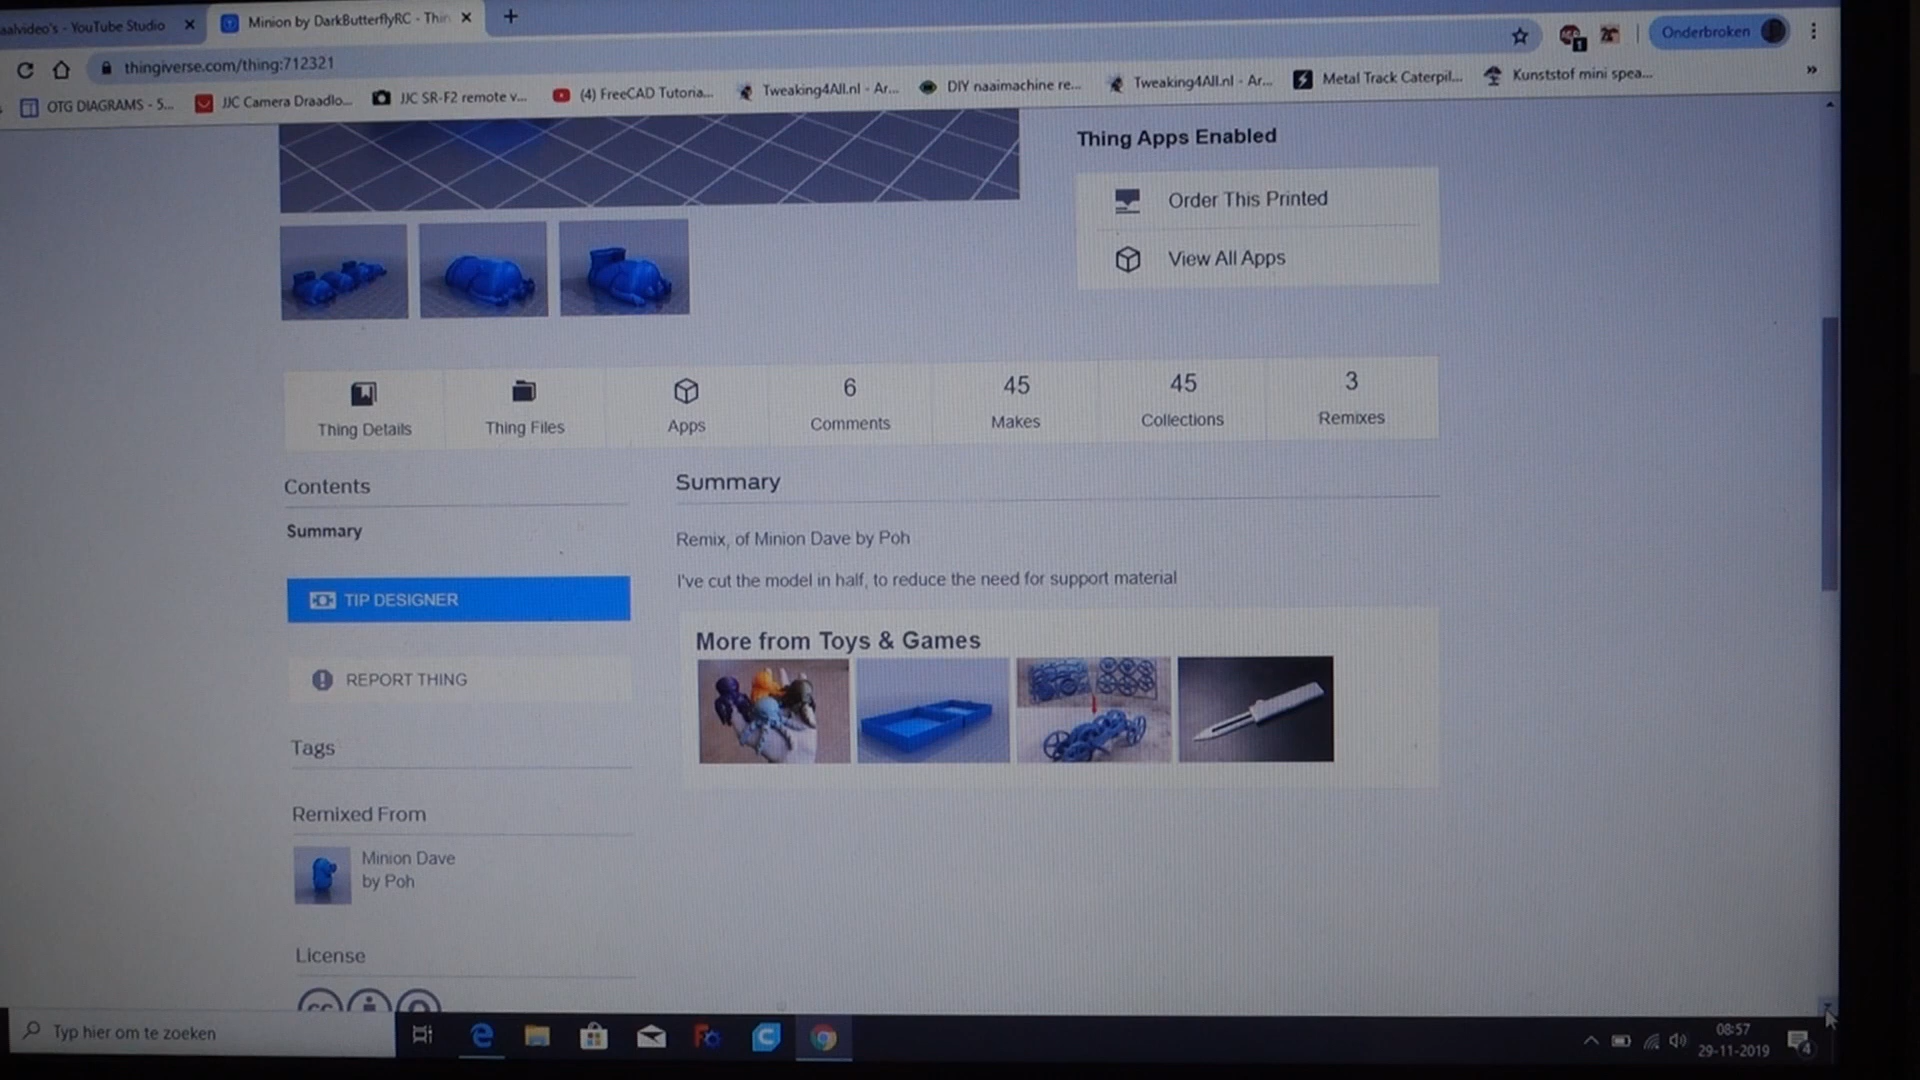 aalvideo's - YouTube Studio
Minion by DarkButterflyRC - Thin
thingiverse.com/thing:712321
Onderbroken
OTG DIAGRAMS - 5...
JJC Camera Draadlo...
JJC SR-F2 remote v...
(4) FreeCAD Tutoria...
Tweaking4All.nl - Ar...
DIY naaimachine re...
Tweaking4All.nl - Ar...
Metal Track Caterpil...
Kunststof mini spea...
»
Thing Apps Enabled
Order This Printed
View All Apps
Thing Details
Thing Files
Apps
6
Comments
45
Makes
45
Collections
3
Remixes
Contents
Summary
TIP DESIGNER
REPORT THING
Tags
Remixed From
Minion Dave
by Poh
License
cc
Summary
Remix, of Minion Dave by Poh
I've cut the model in half, to reduce the need for support material
More from Toys & Games
Typ hier om te zoeken
08:57
29-11-2019
4